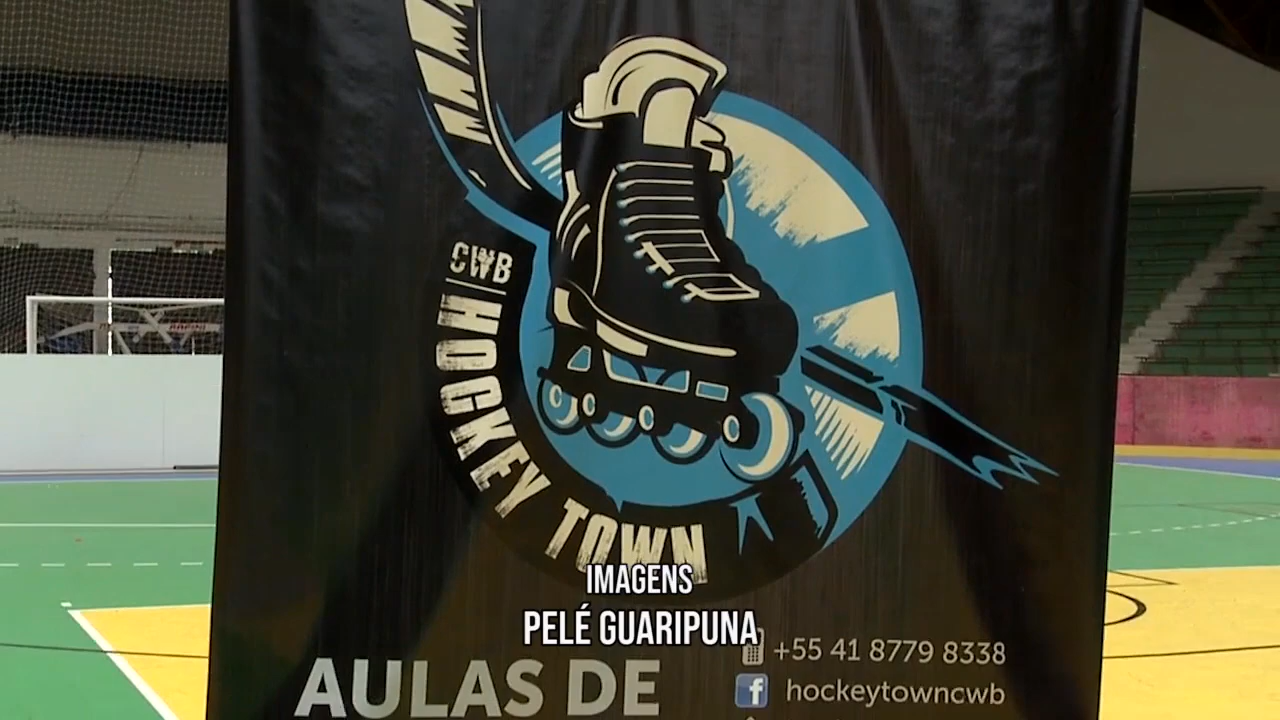 CWB
HOCKEY TOWN
IMAGENS
PELÉ GUARIPUNA
+55 41 8779 8338
AULAS DE
hockeytowncwb